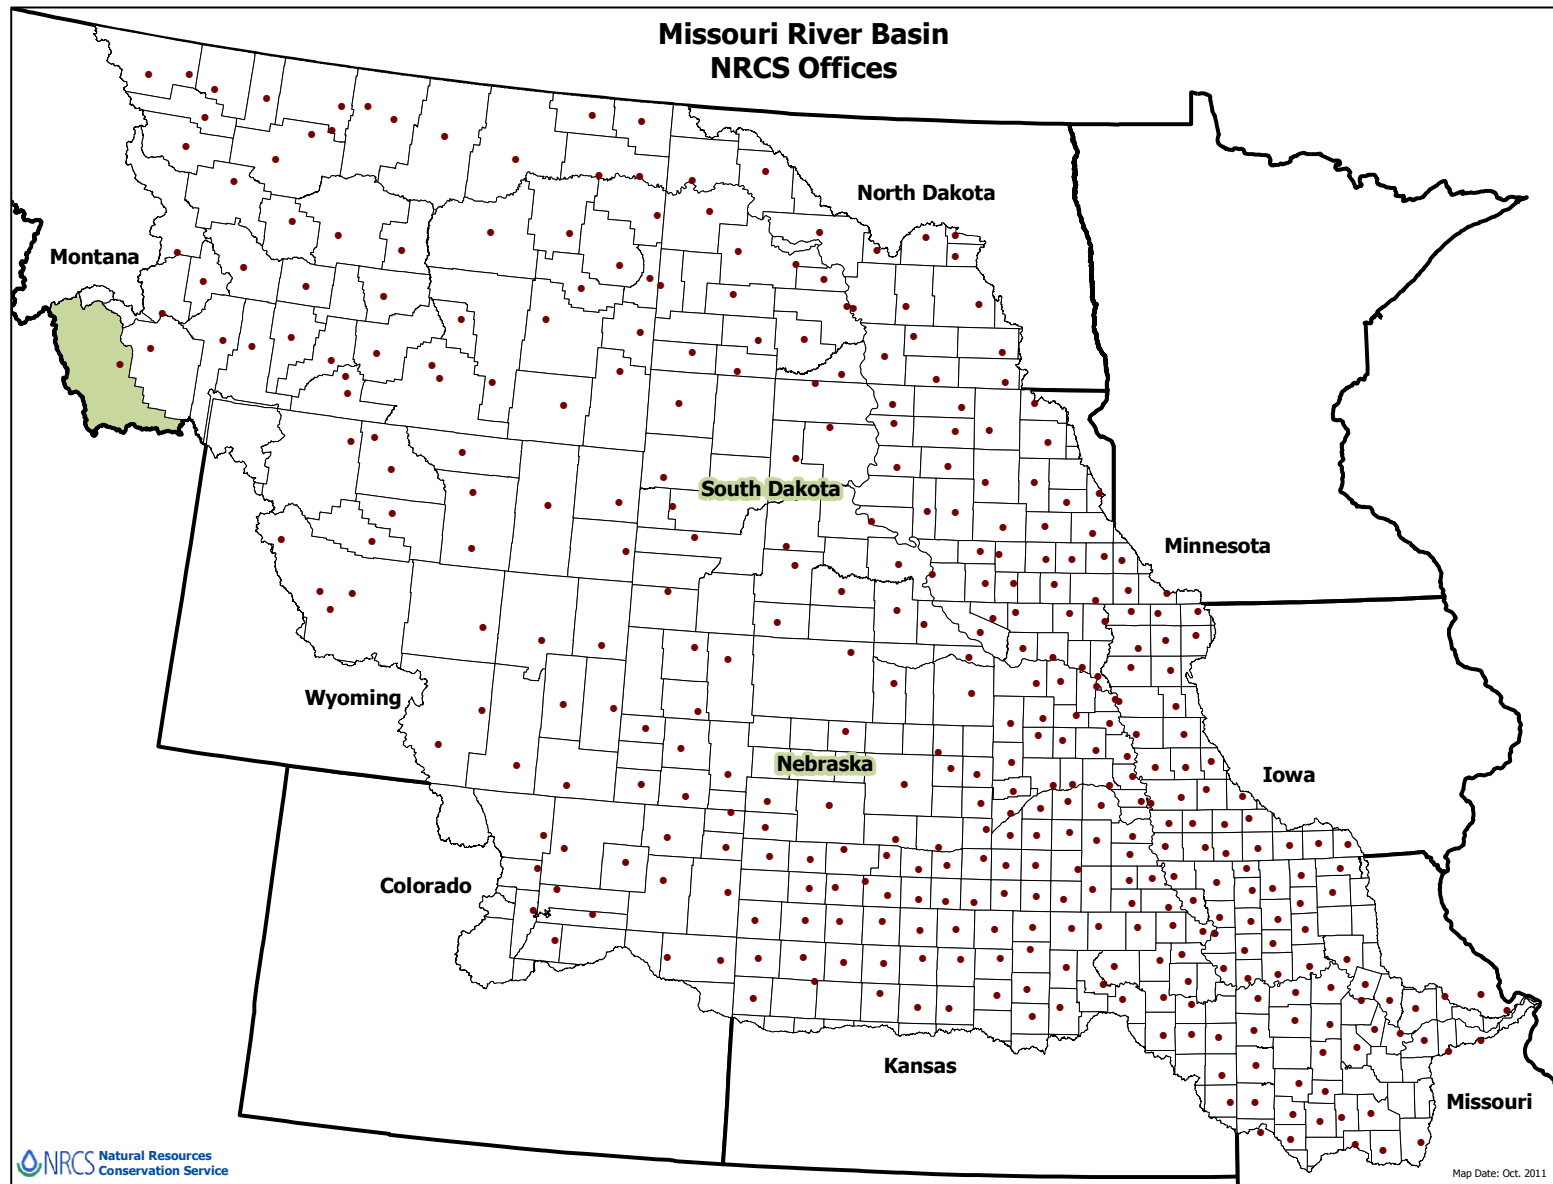 Missouri River Basin
NRCS Offices
North Dakota
Montana
South Dakota
Minnesota
Wyoming
Nebraska
Iowa
Colorado
Kansas
Missouri
NRCS Natural Resources
Conservation Service
Map Date: Oct. 2011